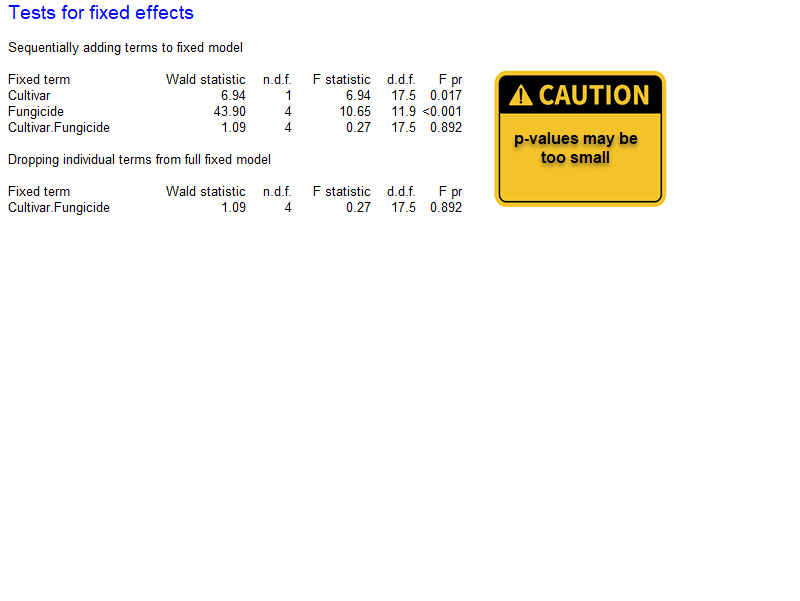 Tests for fixed effects
Sequentially adding terms to fixed model
Fixed term Wald statistic n.d.f. F statistic d.d.f. F pr
Cultivar 6.94 1 6.94 17.5 0.017
Fungicide 43.90 4 10.65 11.9 <0.001
Cultivar.Fungicide 1.09 4 0.27 17.5 0.892
Dropping individual terms from full fixed model
Fixed term Wald statistic n.d.f. F statistic d.d.f. F pr
Cultivar.Fungicide 1.09 4 0.27 17.5 0.892
CAUTION
p-values may be
too small